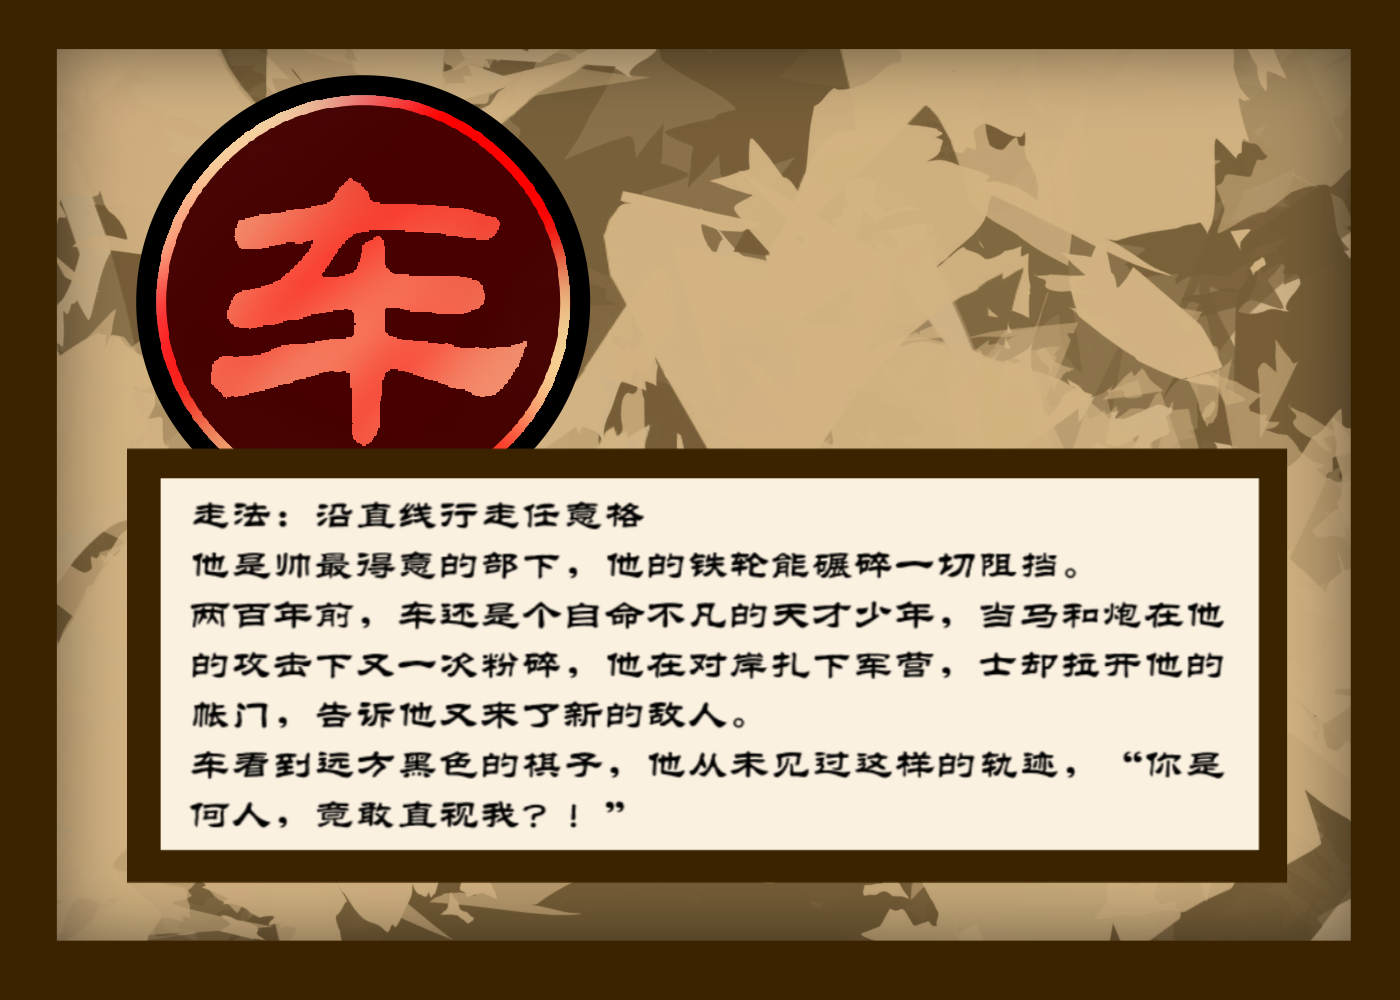 车
走法：沿直线行走任意格
他是帅最得意的部下，他的铁轮能碾碎一切阻挡。
两百年前，车还是个自命不凡的天才少年，当马和炮在他
的攻击下又一次粉碎，他在对岸扎下军营，士却拉开他的
帐门，告诉他又来了新的敌人。
车看到远方黑色的棋子，他从未见过这样的轨迹，“你是
何人，竟敢直视我？！”